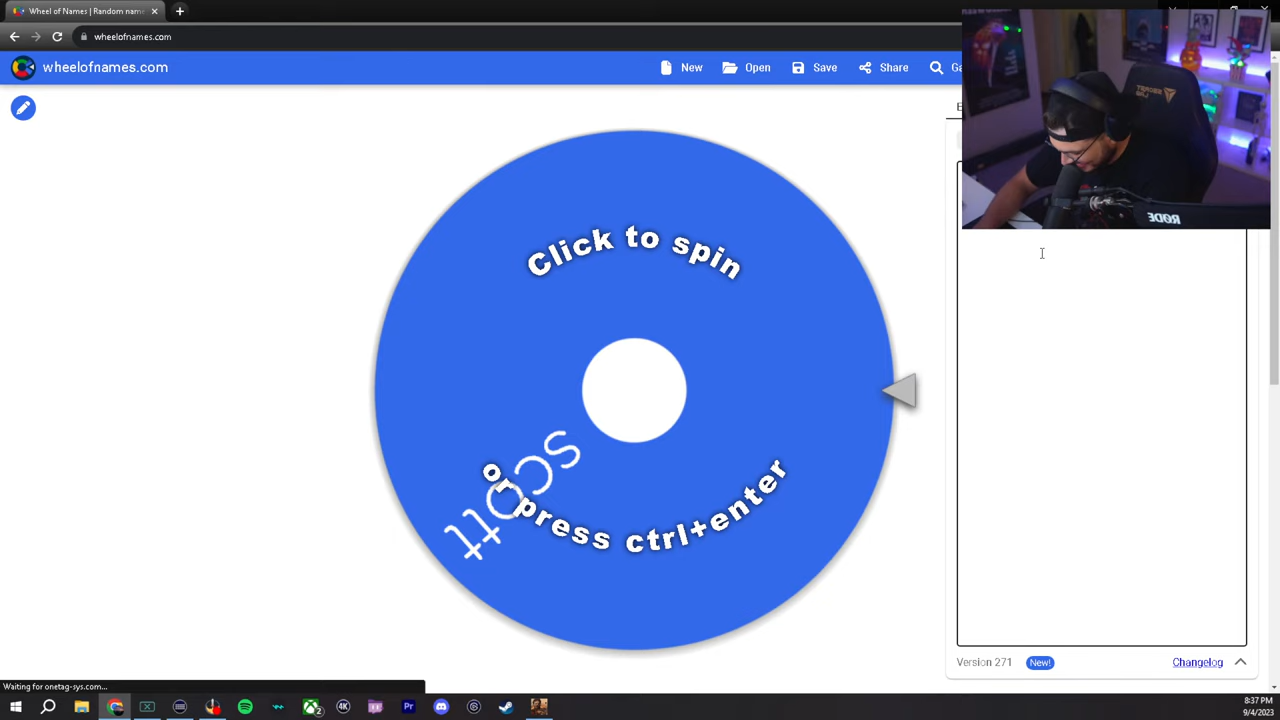 Wheel of Names | Random name
wheelofnames.com
wheelofnames.com
New
Open
Save
Share
Click to spin
or press ctrl+enter
scott
RØDE
Version 271
New!
Changelog
Waiting for onetag-sys.com...
8:37 PM
9/4/2023